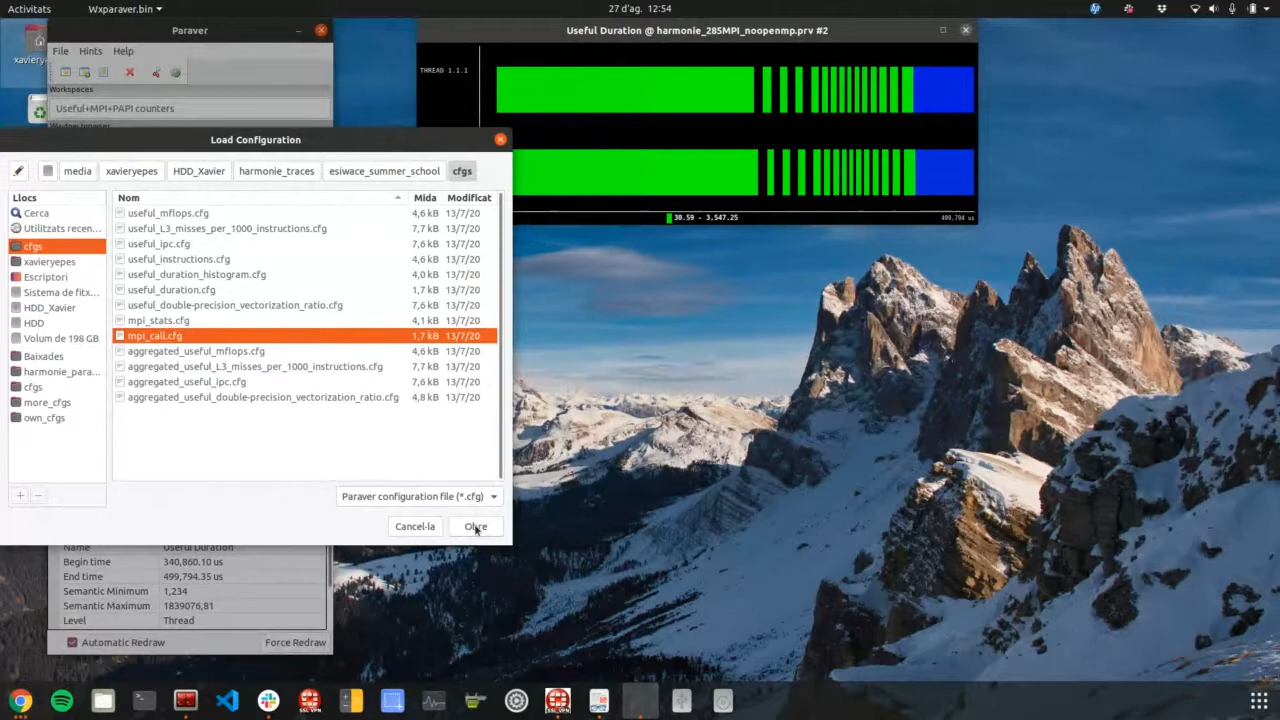 Activitats
Wxparaver.bin
27 d'ag. 12:54
Paraver
File Hints Help
Workspaces
Useful+MPI+PAPI counters
Useful Duration @ harmonie_285MPI_noopenmp.prv #2
THREAD 1.1.1
30.59 - 3,547.25
499,794 us
Load Configuration
media
xavieryepes
HDD_Xavier
harmonie_traces
esiwace_summer_school
cfgs
Llocs
Cerca
Utilitzats recen...
cfgs
xavieryepes
Escriptori
Sistema de fitx...
HDD_Xavier
HDD
Volum de 198 GB
Baixades
harmonie_para...
cfgs
more_cfgs
own_cfgs
Nom Mida Modificat
useful_mflops.cfg 4,6 kB 13/7/20
useful_L3_misses_per_1000_instructions.cfg 7,7 kB 13/7/20
useful_ipc.cfg 7,6 kB 13/7/20
useful_instructions.cfg 4,6 kB 13/7/20
useful_duration_histogram.cfg 4,0 kB 13/7/20
useful_duration.cfg 1,7 kB 13/7/20
useful_double-precision_vectorization_ratio.cfg 7,6 kB 13/7/20
mpi_stats.cfg 4,1 kB 13/7/20
mpi_call.cfg 1,7 kB 13/7/20
aggregated_useful_mflops.cfg 4,6 kB 13/7/20
aggregated_useful_L3_misses_per_1000_instructions.cfg 7,7 kB 13/7/20
aggregated_useful_ipc.cfg 7,6 kB 13/7/20
aggregated_useful_double-precision_vectorization_ratio.cfg 4,8 kB 13/7/20
Paraver configuration file (*.cfg)
Cancel·la
Obre
Name Useful Duration
Begin time 340,860.10 us
End time 499,794.35 us
Semantic Minimum 1,234
Semantic Maximum 1839076,81
Level Thread
Automatic Redraw
Force Redraw
SSL VPN
SSL VPN